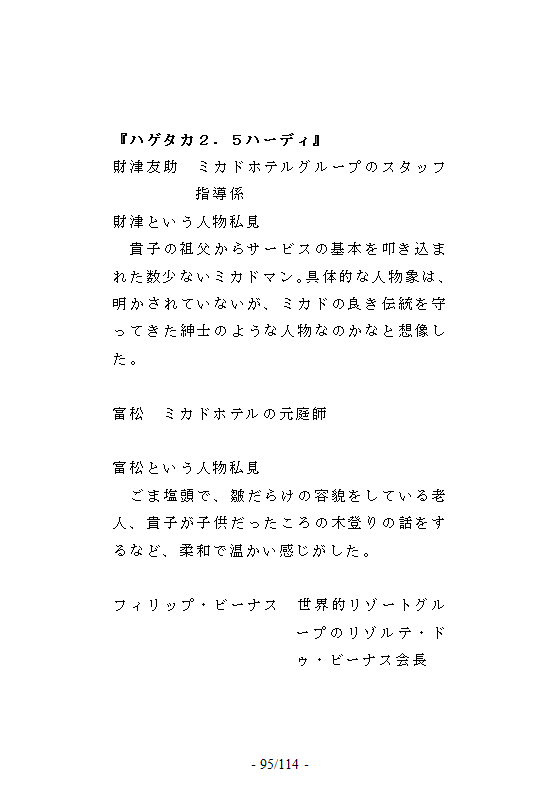 『ハゲタカ２．５ハーディ』
財津友助　ミカドホテルグループのスタッフ
指導係
財津という人物私見
　貴子の祖父からサービスの基本を叩き込ま
れた数少ないミカドマン。具体的な人物象は、
明かされていないが、ミカドの良き伝統を守
ってきた紳士のような人物なのかなと想像し
た。
富松　ミカドホテルの元庭師
富松という人物私見
　ごま塩頭で、皺だらけの容貌をしている老
人、貴子が子供だったころの木登りの話をす
るなど、柔和で温かい感じがした。
フィリップ・ビーナス　世界的リゾートグル
ープのリゾルテ・ド
ゥ・ビーナス会長
- 95/114 -